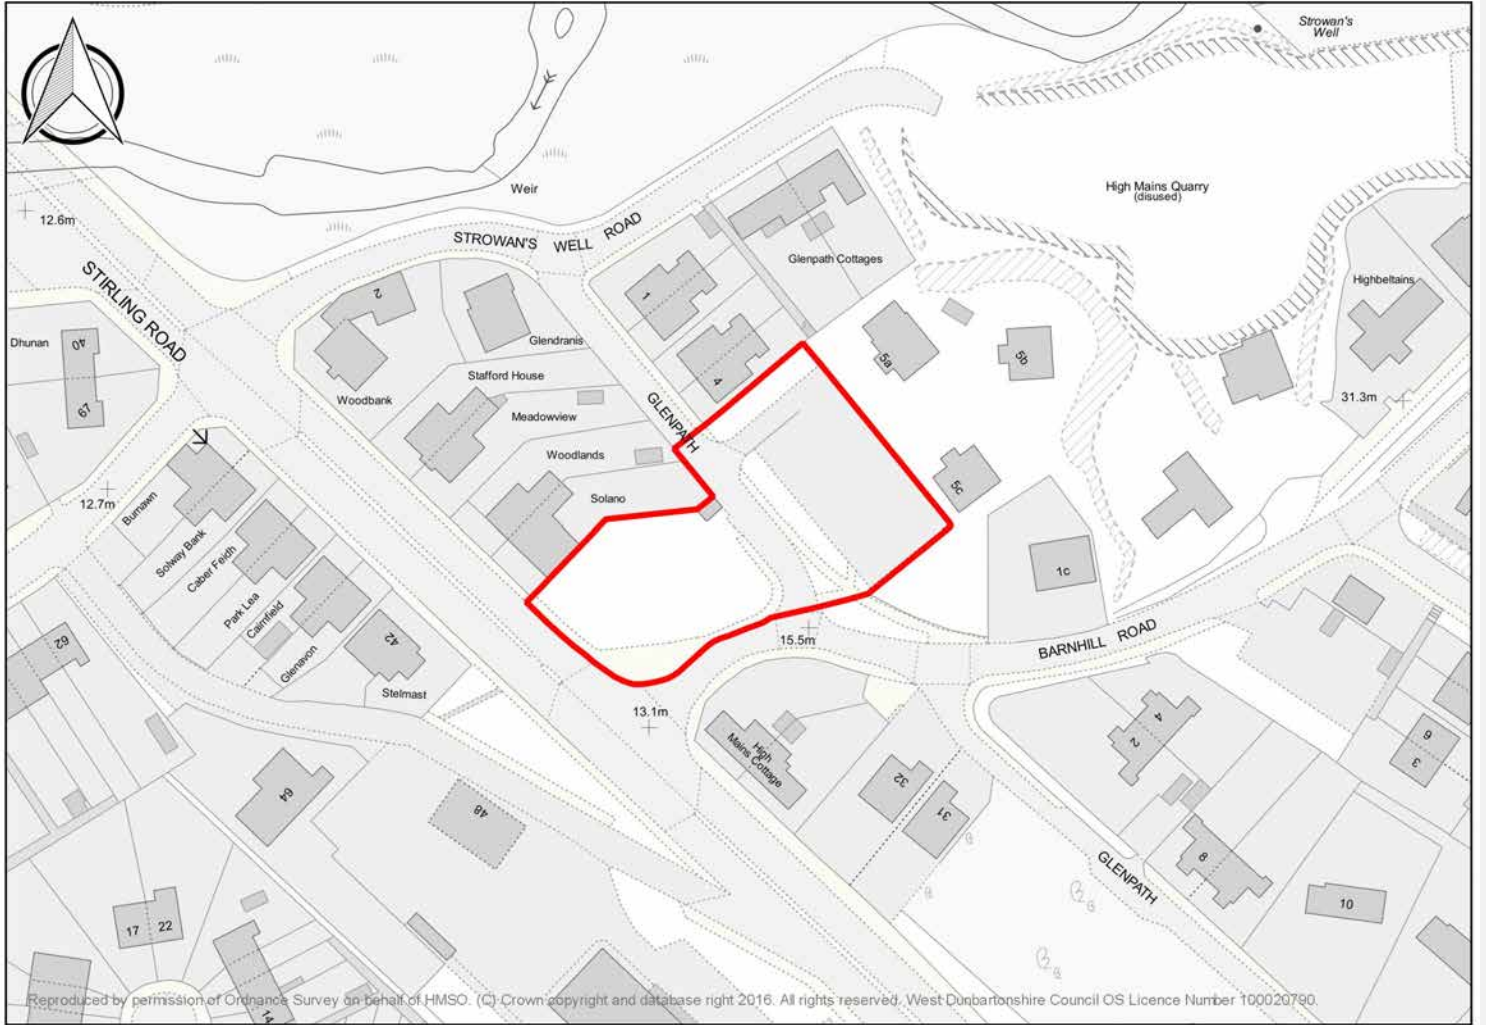 Strowan's
Well
Weir
High Mains Quarry
(disused)
12.6m
STROWAN'S WELL ROAD
Glenpath Cottages
STIRLING ROAD
Highbeltains
2
1
Dhunan
40
Glendranis
5a
5b
Stafford House
4
67
Woodbank
31.3m
GLENPATH
Meadowview
Woodlands
5c
Solano
12.7m
Burnawn
Solway Bank
Caber Feidh
1c
Park Lea
Cairnfield
15.5m
BARNHILL ROAD
62
42
Glenavon
Stelmast
13.1m
4
2
High
Mains Cottage
6
3
32
64
48
31
GLENPATH
8
10
17
22
14
Reproduced by permission of Ordnance Survey on behalf of HMSO. (C) Crown copyright and database right 2016. All rights reserved. West Dunbartonshire Council OS Licence Number 100020790.